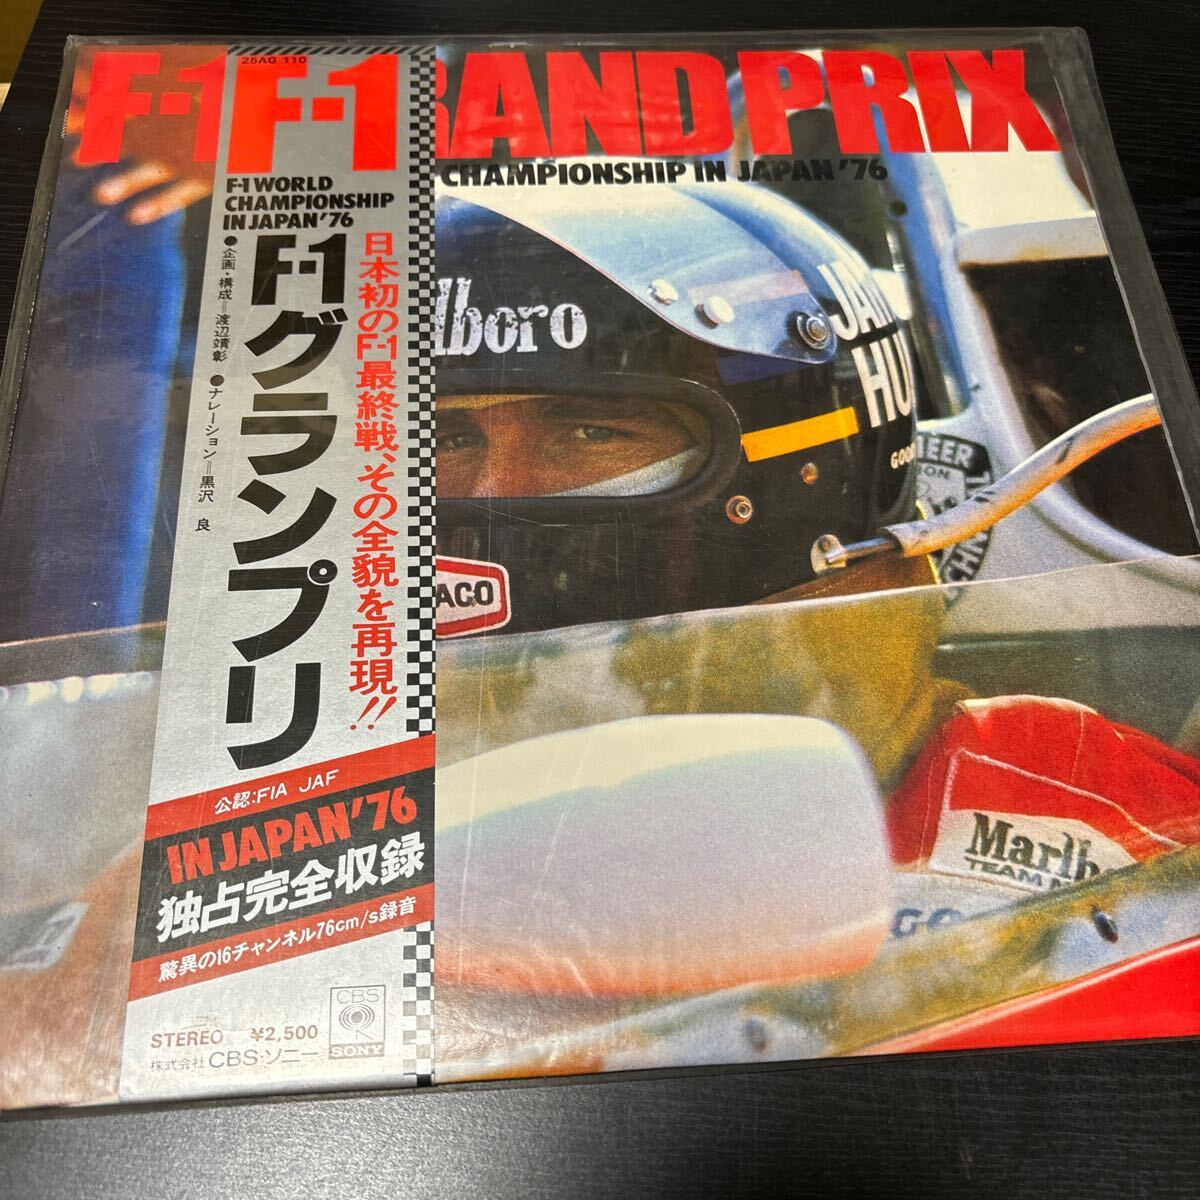 F-1
RAND PRIX
CHAMPIONSHIP IN JAPAN '76
25AG 110
F-1
F-1 WORLD
CHAMPIONSHIP
IN JAPAN '76
日本初のF-1最終戦、その全貌を再現!!
F-1グランプリ
●企画・構成=渡辺靖彰 ●ナレーション=黒沢 良
公認:FIA JAF
IN JAPAN '76
独占完全収録
驚異の16チャンネル76cm/s録音
STEREO ¥2,500
株式会社CBS・ソニー
CBS
SONY
lboro
JAM
HU
GOO
ACO
NEER
TON
Marlbo
TEAM M